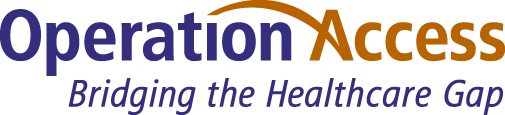 Operation Access
Bridging the Healthcare Gap